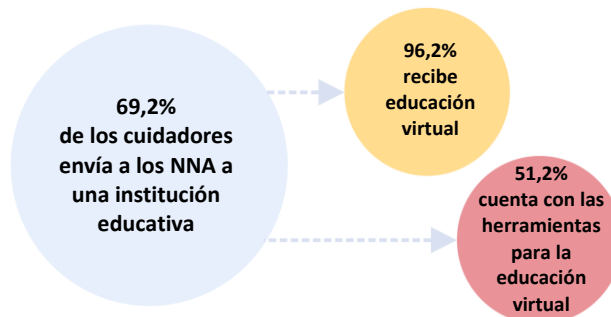 69,2%
de los cuidadores
envía a los NNA a
una institución
educativa
96,2%
recibe
educación
virtual
51,2%
cuenta con las
herramientas
para la
educación
virtual